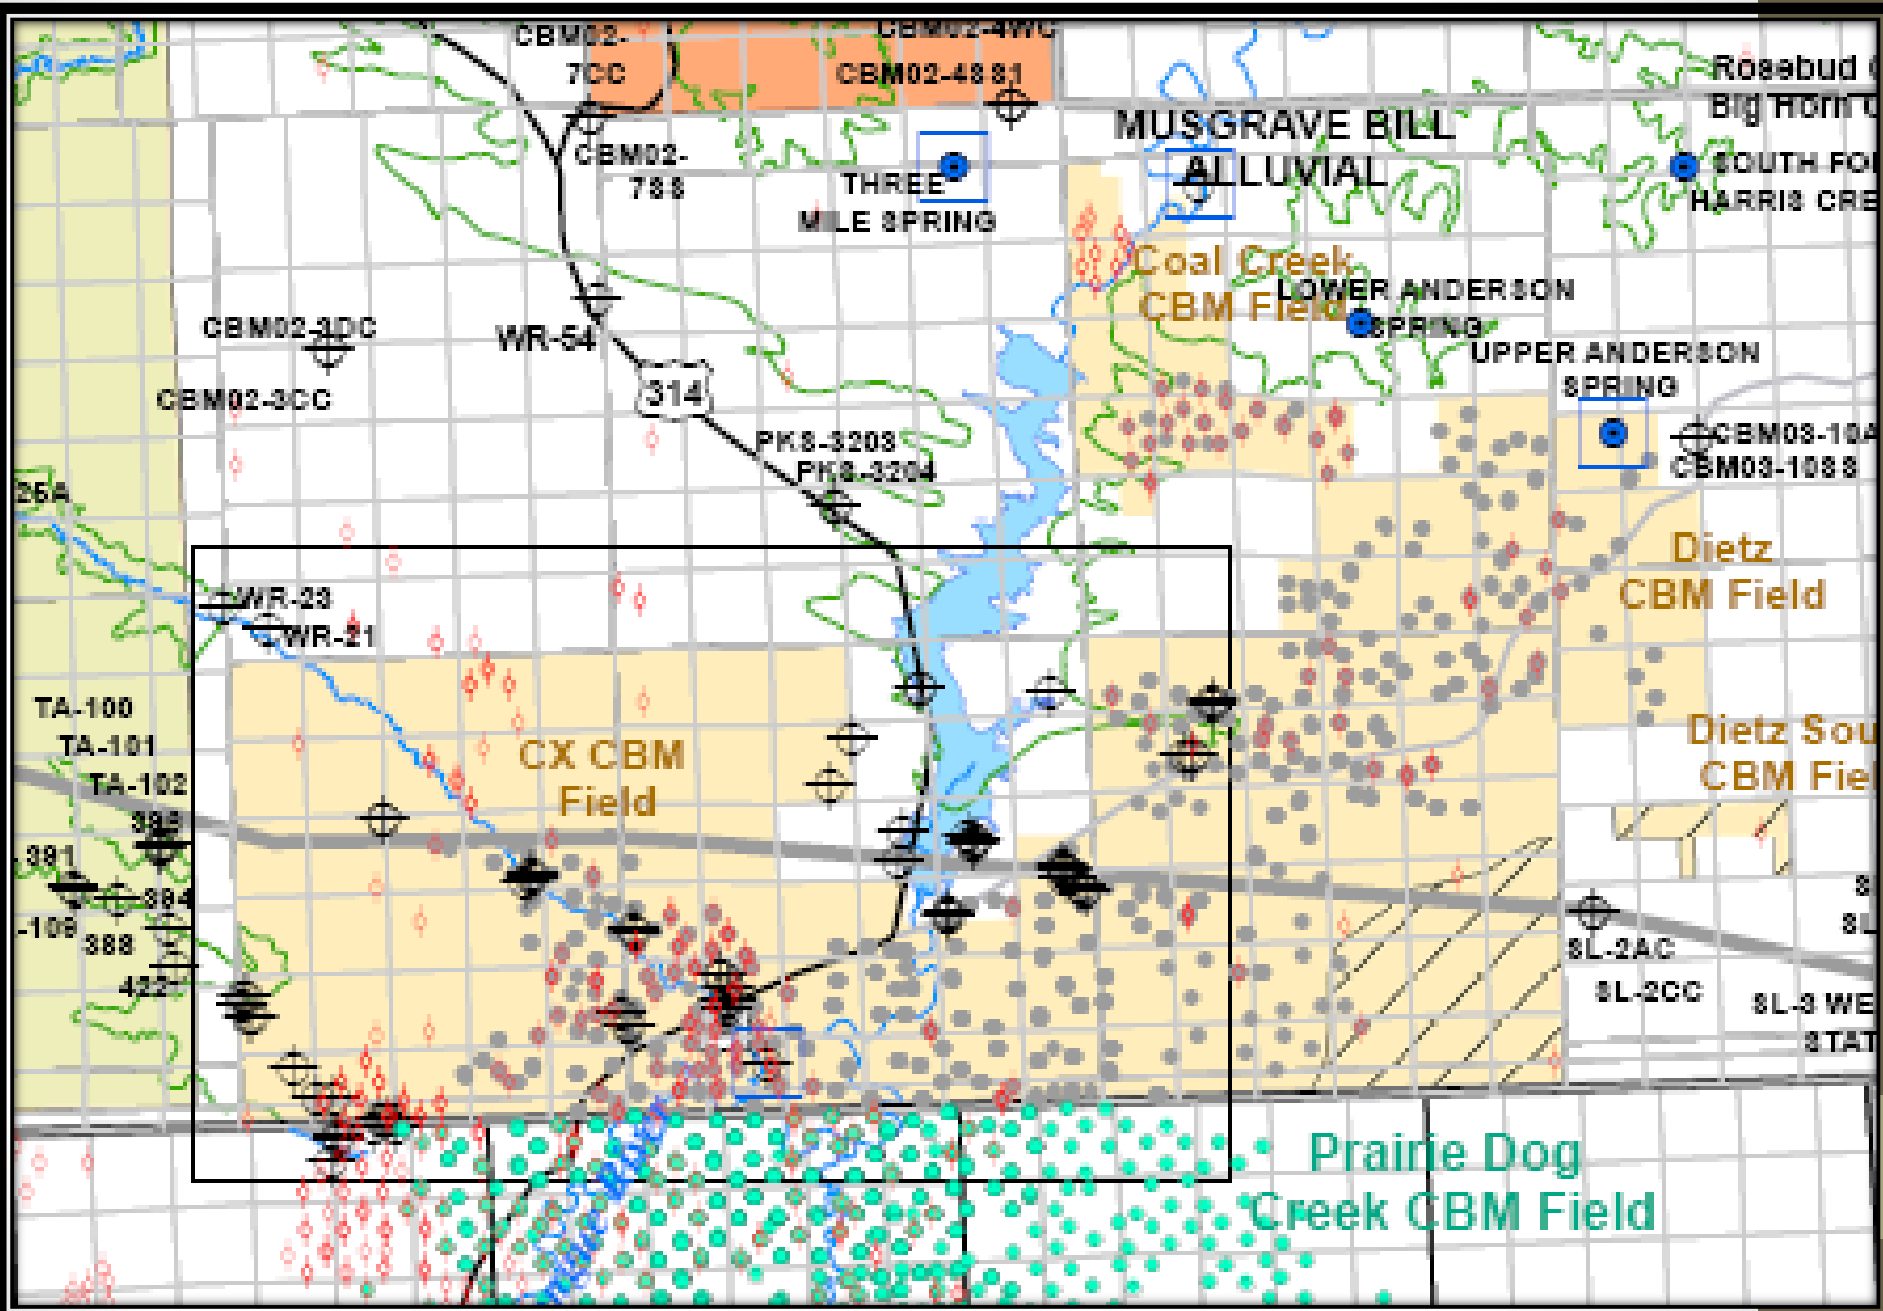 CBM02-
7CC
CBM02-4WC
CBM02-4SS1
Rosebud
Big Horn
MUSGRAVE BILL
ALLUVIAL
CBM02-
7SS
THREE
MILE SPRING
SOUTH FO
HARRIS CRE
Coal Creek
CBM Field
LOWER ANDERSON
SPRING
UPPER ANDERSON
SPRING
CBM02-3DC
WR-54
CBM02-3CC
314
PKS-3203
PKS-3204
CBM03-10A
CBM03-10SS
25A
Dietz
CBM Field
WR-23
WR-21
TA-100
TA-101
TA-102
CX CBM
Field
Dietz Sou
CBM Fie
-391
394
-109
388
422
SL-2AC
SL-2CC
SL-3 WE
STAT
SL
Prairie Dog
Creek CBM Field